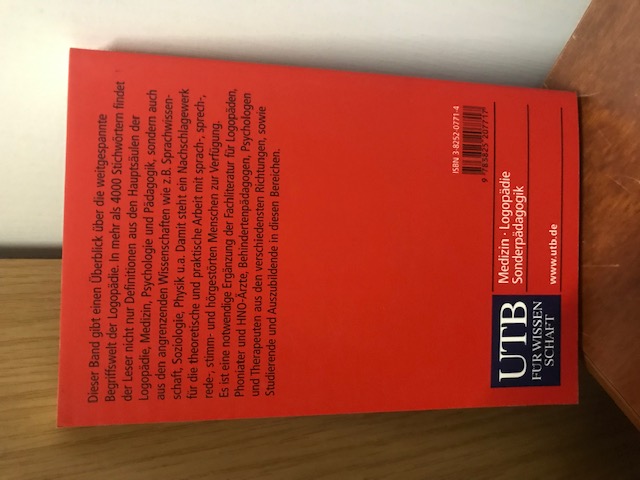 Dieser Band gibt einen Überblick über die weitgespannte
Begriffswelt der Logopädie. In mehr als 4000 Stichwörtern findet
der Leser nicht nur Definitionen aus den Hauptsäulen der
Logopädie, Medizin, Psychologie und Pädagogik, sondern auch
aus den angrenzenden Wissenschaften wie z.B. Sprachwissen-
schaft, Soziologie, Physik u.a. Damit steht ein Nachschlagewerk
für die theoretische und praktische Arbeit mit sprach-, sprech-,
rede-, stimm- und hörgestörten Menschen zur Verfügung.
Es ist eine notwendige Ergänzung der Fachliteratur für Logopäden,
Phoniater und HNO-Ärzte, Behindertenpädagogen, Psychologen
und Therapeuten aus den verschiedensten Richtungen, sowie
Studierende und Auszubildende in diesen Bereichen.
ISBN 3-8252-0771-4
9 783825 207717
UTB
FÜR WISSEN
SCHAFT
Medizin · Logopädie
Sonderpädagogik
www.utb.de